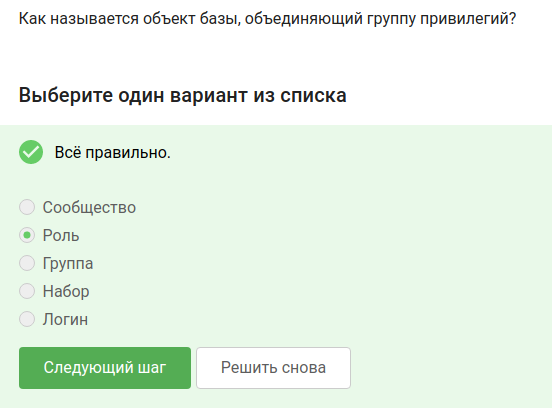 Как называется объект базы, объединяющий группу привилегий?
Выберите один вариант из списка
Всё правильно.
Сообщество
Роль
Группа
Набор
Логин
Следующий шаг
Решить снова